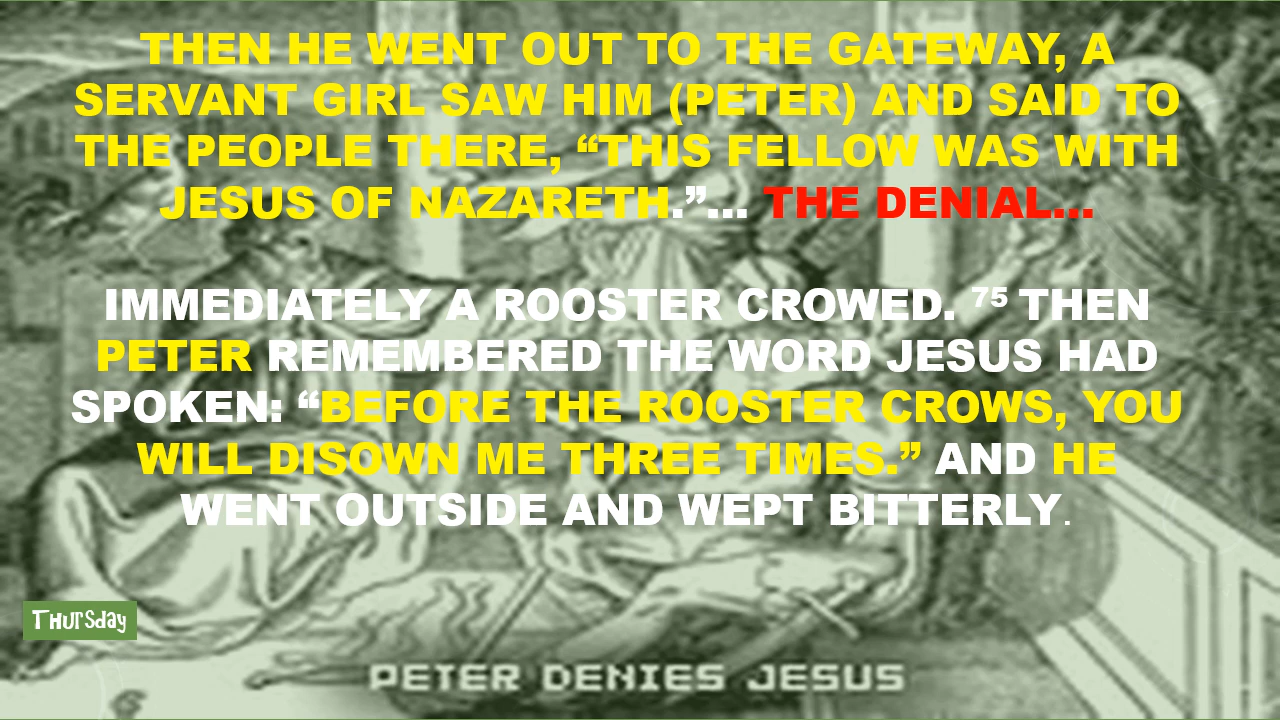 THEN HE WENT OUT TO THE GATEWAY, A
SERVANT GIRL SAW HIM (PETER) AND SAID TO
THE PEOPLE THERE, “THIS FELLOW WAS WITH
JESUS OF NAZARETH.”... THE DENIAL...
IMMEDIATELY A ROOSTER CROWED. 75 THEN
PETER REMEMBERED THE WORD JESUS HAD
SPOKEN: “BEFORE THE ROOSTER CROWS, YOU
WILL DISOWN ME THREE TIMES.” AND HE
WENT OUTSIDE AND WEPT BITTERLY.
Thursday
PETER DENIES JESUS